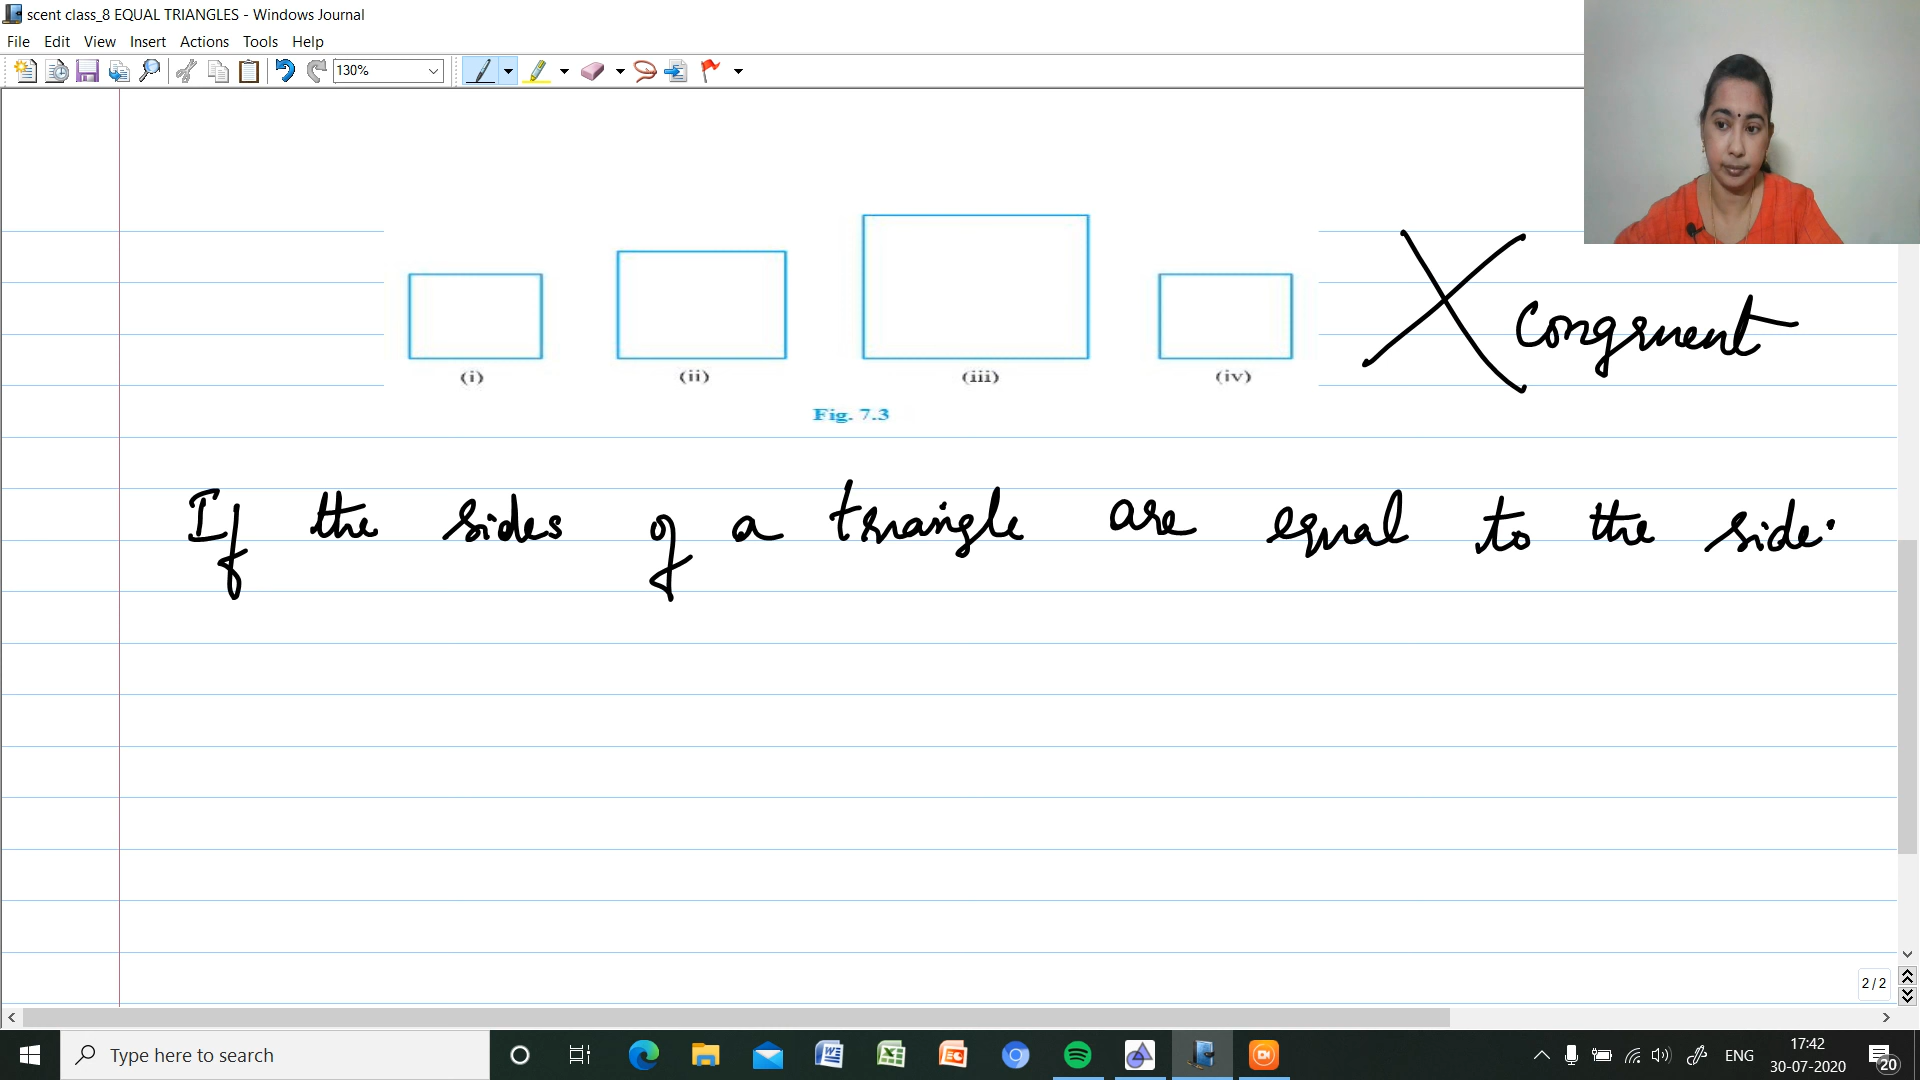 scent class_8 EQUAL TRIANGLES - Windows Journal
File Edit View Insert Actions Tools Help
130%
congruent
(i) (ii) (iii) (iv)
Fig. 7.3
If the sides of a triangle are equal to the side
2 / 2
Type here to search
ENG
17:42
30-07-2020
20